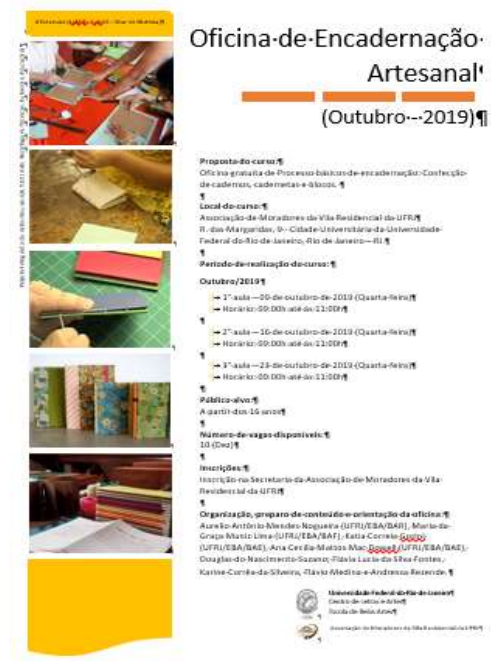 Oficina·de·Encadernação·
Artesanal
(Outubro·-·2019)¶
Proposta·do·curso:¶
Oficina·gratuita·de·Processo·básicos·de·encadernação:·Confecção·
de·cadernos,·cadernetas·e·blocos.·¶
¶
Local·do·curso:¶
Associação·de·Moradores·da·Vila·Residencial·da·UFRJ¶
R.·das·Margaridas,·9·-·Cidade·Universitária·da·Universidade·
Federal·do·Rio·de·Janeiro,·Rio·de·Janeiro·—·RJ.¶
¶
Período·de·realização·do·curso:·¶
Outubro/2019¶
→ 1ª·aula·—09·de·outubro·de·2019·(Quarta-feira)¶
→ Horário:·09:00h·até·às·11:00h¶
¶
→ 2ª·aula·—16·de·outubro·de·2019·(Quarta-feira)¶
→ Horário:·09:00h·até·às·11:00h¶
¶
→ 3ª·aula·—23·de·outubro·de·2019·(Quarta-feira)¶
→ Horário:·09:00h·até·às·11:00h¶
¶
Público-alvo:¶
A·partir·dos·16·anos¶
¶
Número·de·vagas·disponíveis:¶
10·(Dez)¶
¶
Inscrições:¶
Inscrição·na·Secretaria·da·Associação·de·Moradores·da·Vila·
Residencial·da·UFRJ¶
¶
Organização,·preparo·de·conteúdo·e·orientação·da·oficina:¶
Aurelio·Antônio·Mendes·Nogueira·(UFRJ/EBA/BAR),·Maria·da·
Graça·Muniz·Lima·(UFRJ/EBA/BAF),·Katia·Correia·
(UFRJ/EBA/BAE),·Ana·Cecília·Mattos·Mac·Dowell·(UFRJ/EBA/BAE),·
Douglas·do·Nascimento·Suzano,·Flávia·Lucia·da·Silva·Fontes,·
Karine·Corrêa·da·Silveira,·Flávio·Medina·e·Andressa·Rezende.·¶
Universidade·Federal·do·Rio·de·Janeiro¶
Centro·de·Letras·e·Artes¶
Escola·de·Belas·Artes¶
Associação·de·Moradores·da·Vila·Residencial·da·UFRJ¶